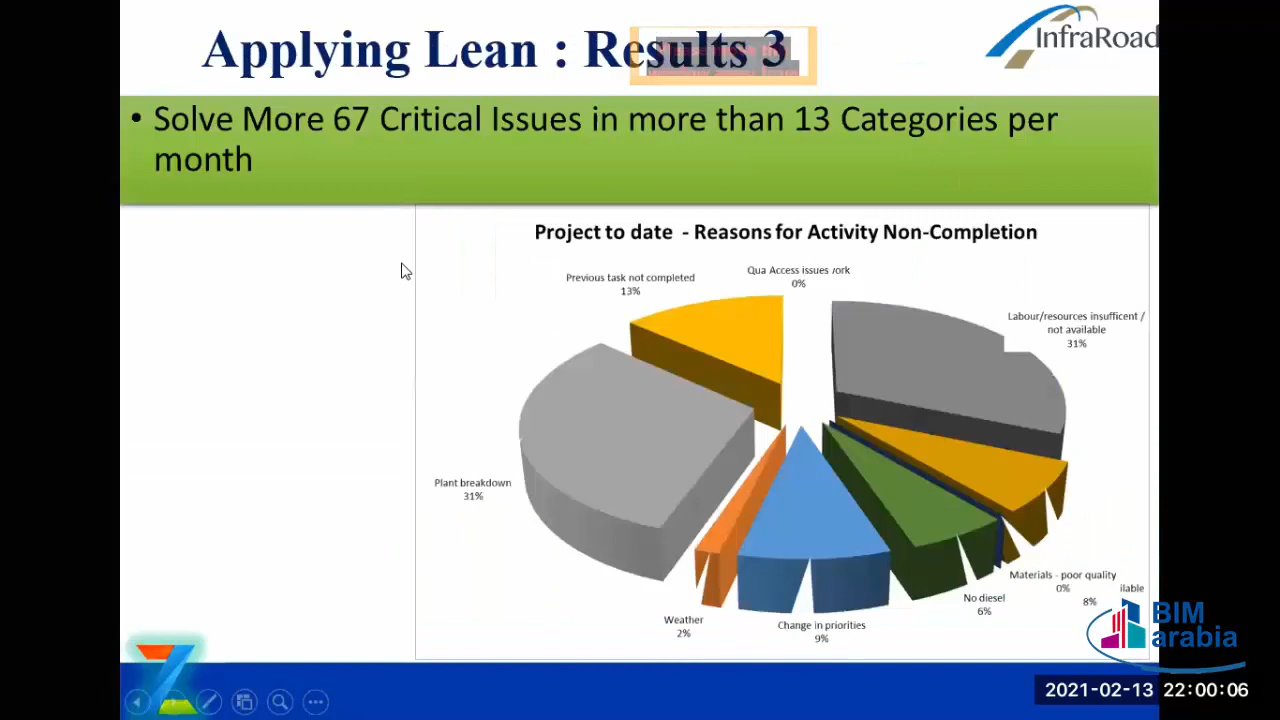 Applying Lean : Results 3
InfraRoad
• Solve More 67 Critical Issues in more than 13 Categories per
month
Project to date - Reasons for Activity Non-Completion
Previous task not completed
13%
Qua Access issues ork
0%
Labour/resources insufficent /
not available
31%
Plant breakdown
31%
Materials - poor quality
0%
ilable
8%
No diesel
6%
Change in priorities
9%
Weather
2%
BIM
arabia
2021-02-13 22:00:06